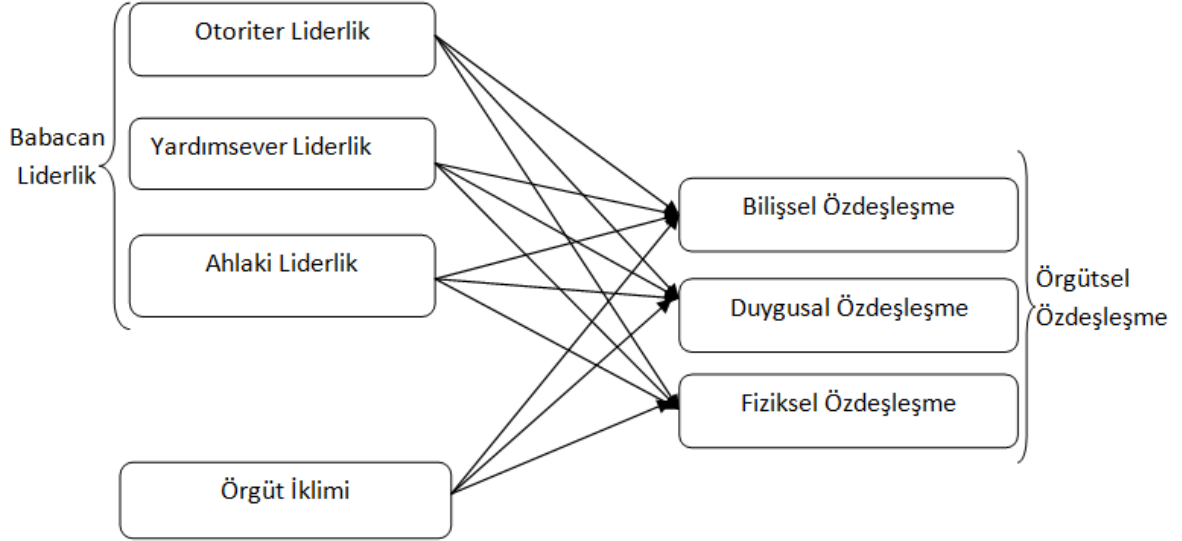 Otoriter Liderlik
Babacan
Liderlik
Yardımsever Liderlik
Ahlaki Liderlik
Örgüt İklimi
Bilişsel Özdeşleşme
Duygusal Özdeşleşme
Fiziksel Özdeşleşme
Örgütsel
Özdeşleşme